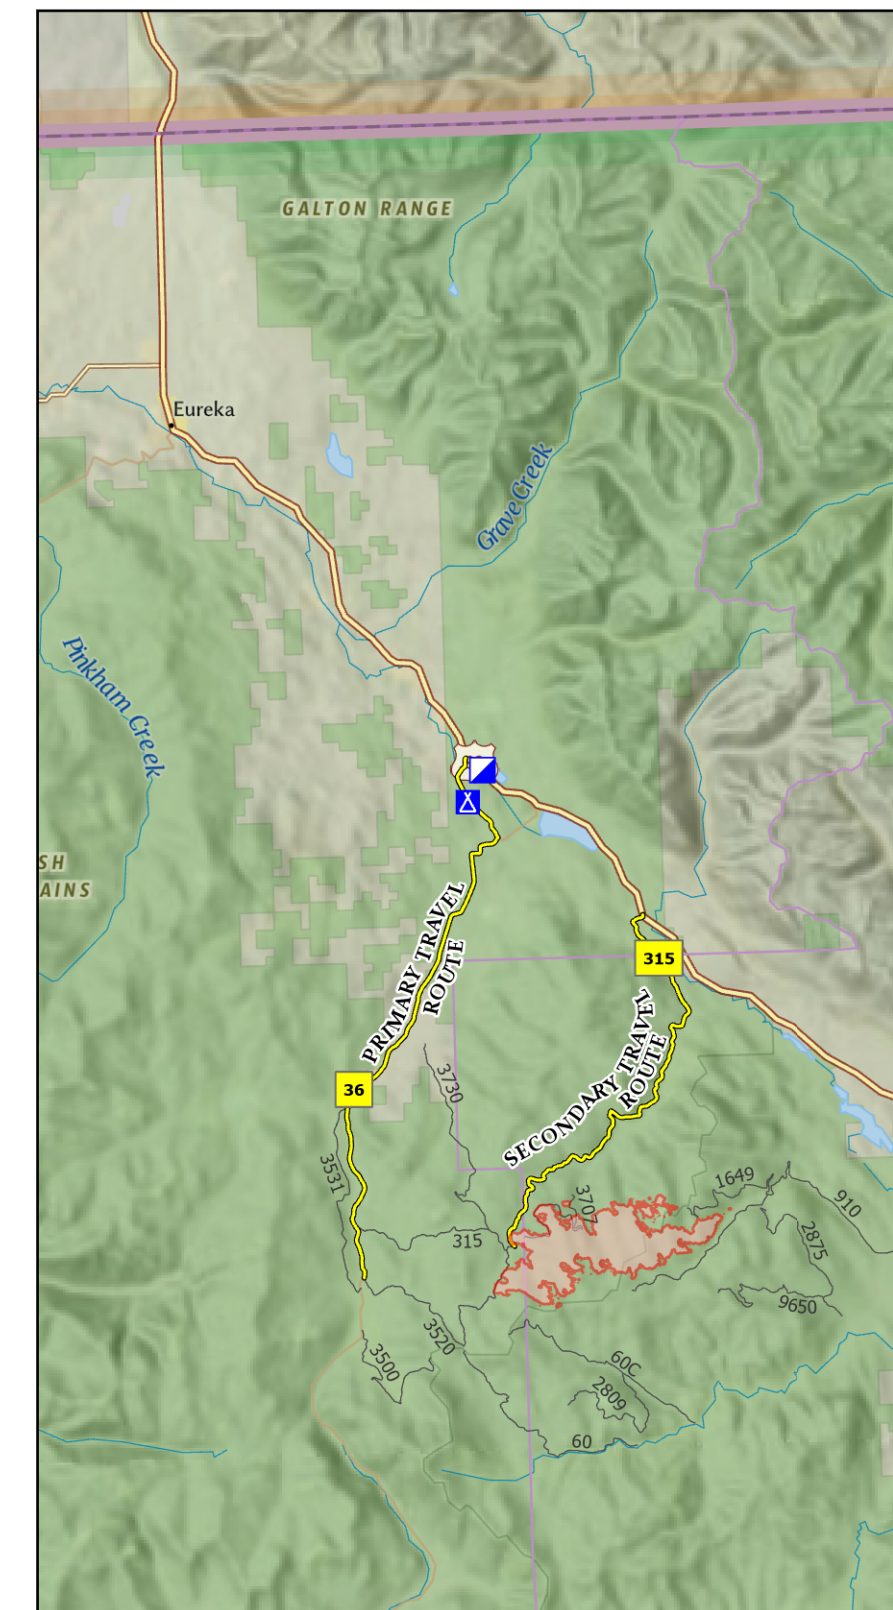 GALTON RANGE
Eureka
Grave Creek
Pinkham Creek
SH
AINS
PRIMARY TRAVEL
ROUTE
315
SECONDARY TRAVEL
ROUTE
36
3730
3531
315
3707
1649
910
2875
9650
3520
3500
60C
2809
60